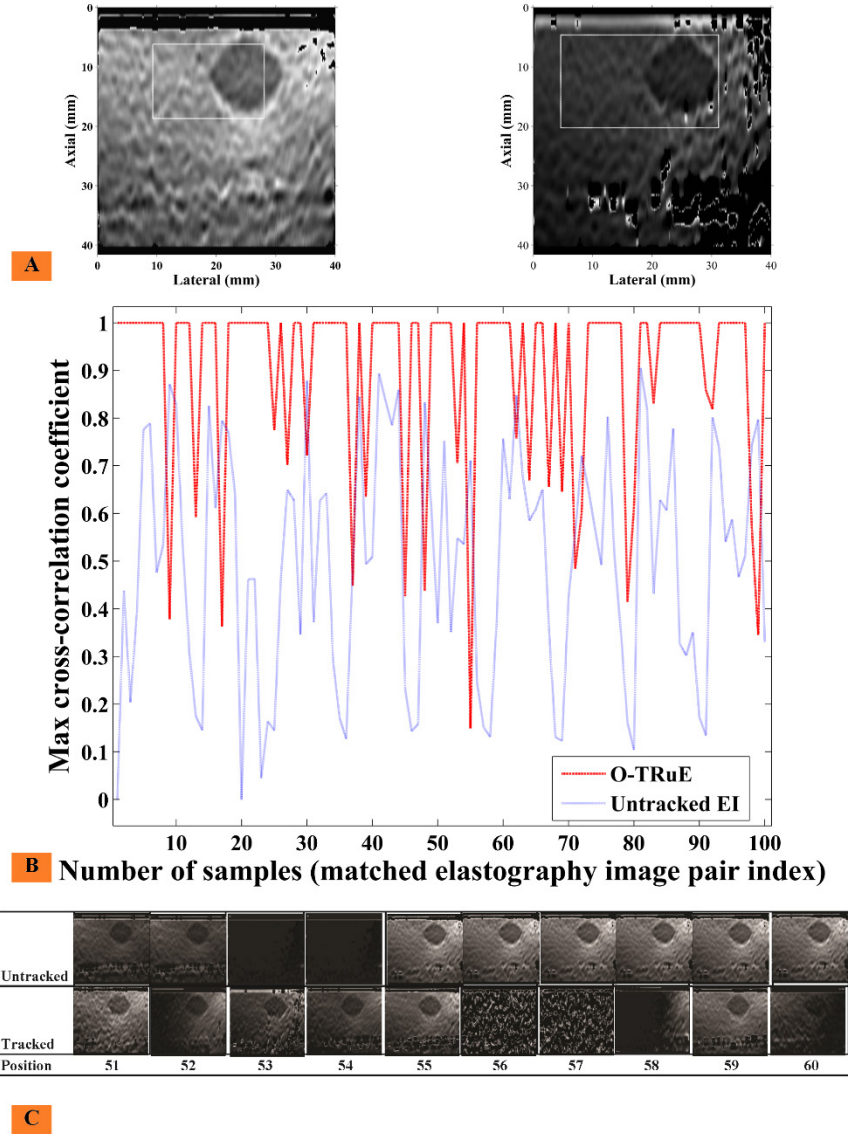 0
10
20
30
40
Axial (mm)
0 10 20 30 40
Lateral (mm)
0
10
20
30
40
Axial (mm)
0 10 20 30 40
Lateral (mm)
A
1
0.9
0.8
0.7
0.6
0.5
0.4
0.3
0.2
0.1
0
Max cross-correlation coefficient
O-TRuE
Untracked EI
10 20 30 40 50 60 70 80 90 100
B
Number of samples (matched elastography image pair index)
Untracked
Tracked
Position 51 52 53 54 55 56 57 58 59 60
C